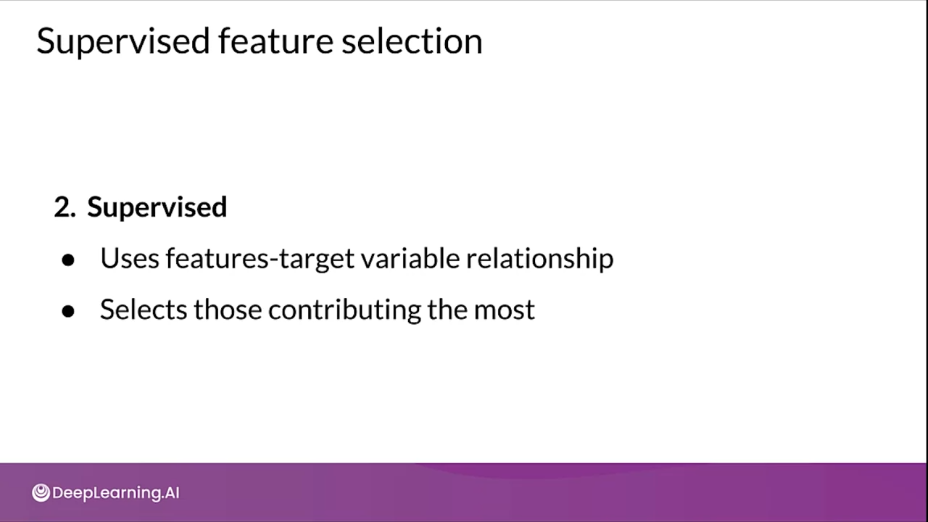 Supervised feature selection
2. Supervised
● Uses features-target variable relationship
● Selects those contributing the most
DeepLearning.AI